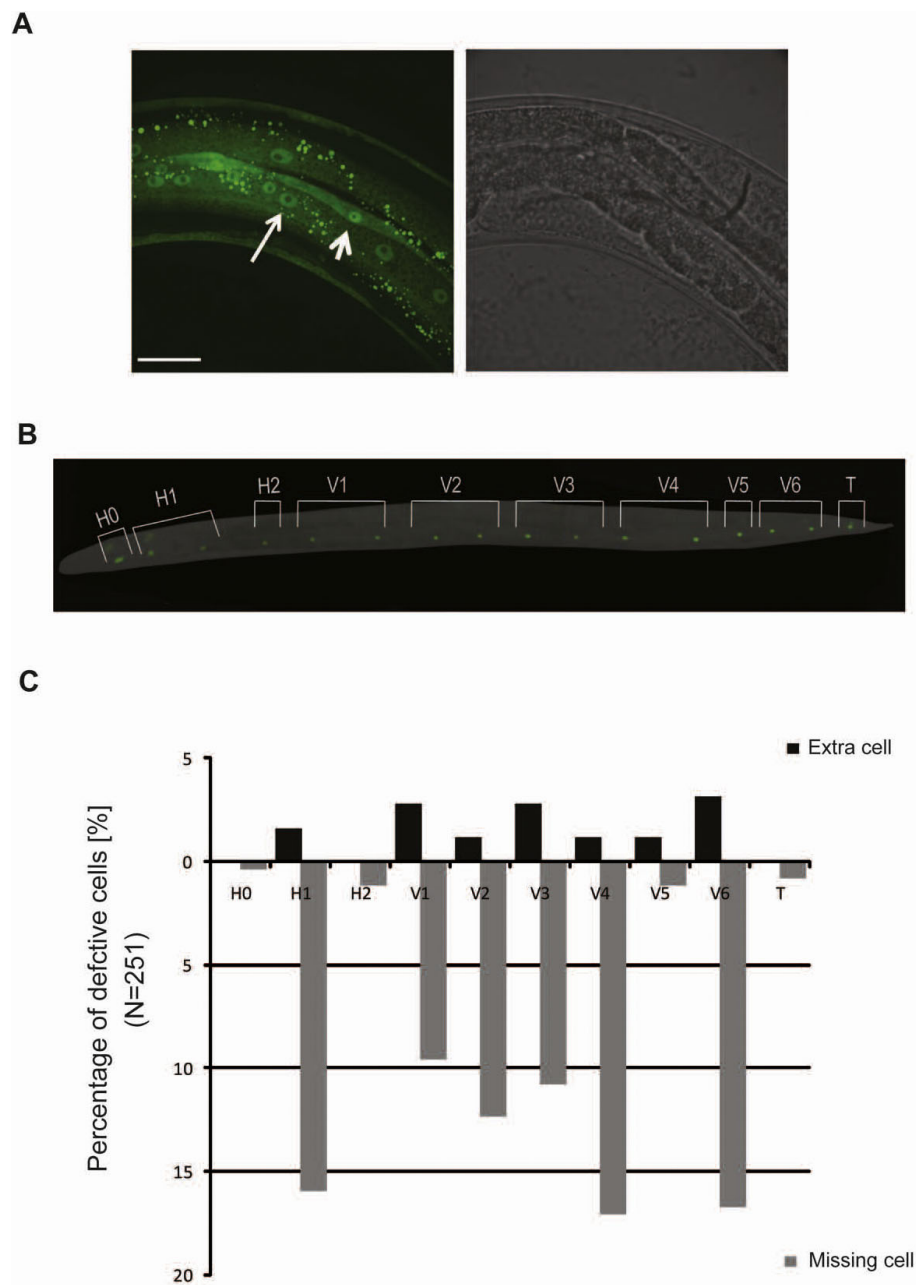 A
B
H0 H1 H2 V1 V2 V3 V4 V5 V6 T
C
Extra cell
5
0
H0 H1 H2 V1 V2 V3 V4 V5 V6 T
5
10
15
20
Percentage of defctive cells [%]
(N=251)
Missing cell